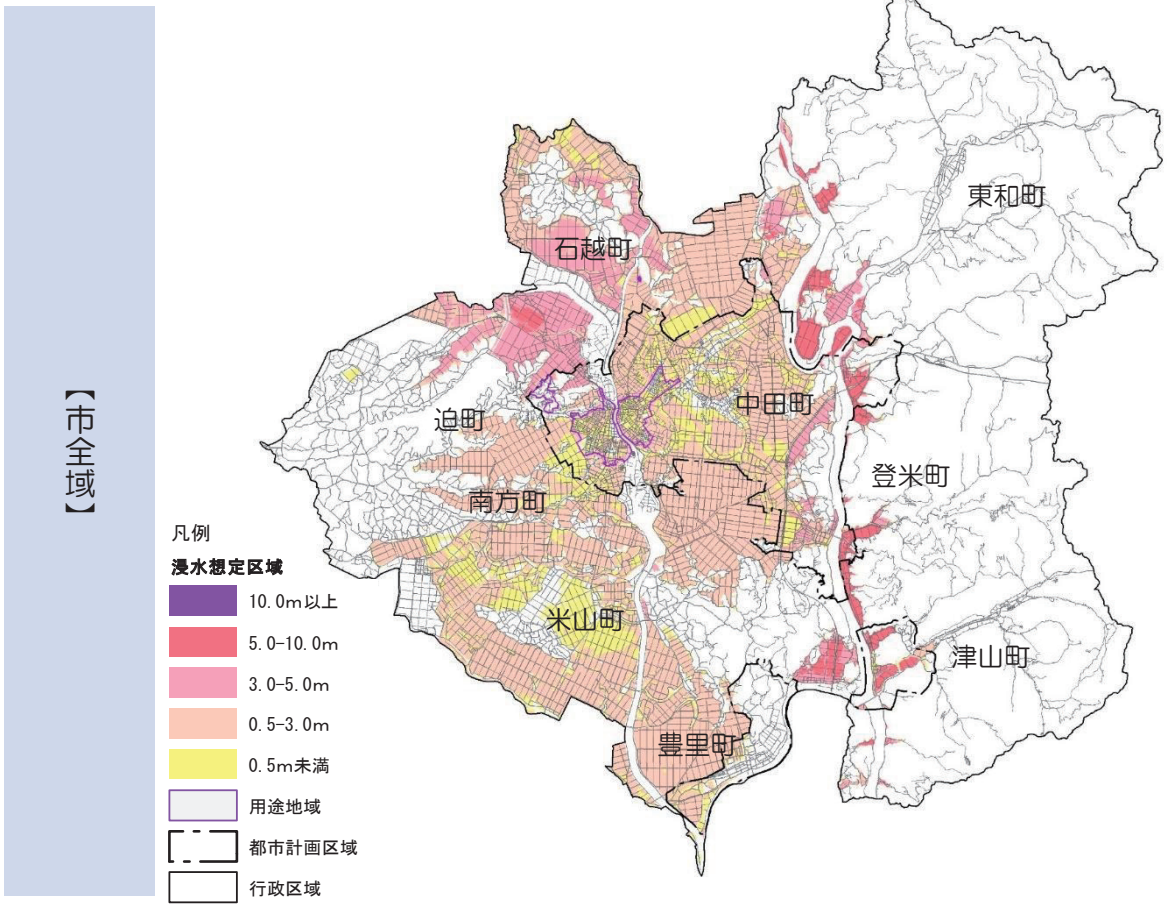 【市全域】
東和町
石越町
迫町
中田町
登米町
南方町
米山町
津山町
豊里町
凡例
浸水想定区域
10.0m以上
5.0-10.0m
3.0-5.0m
0.5-3.0m
0.5m未満
用途地域
都市計画区域
行政区域